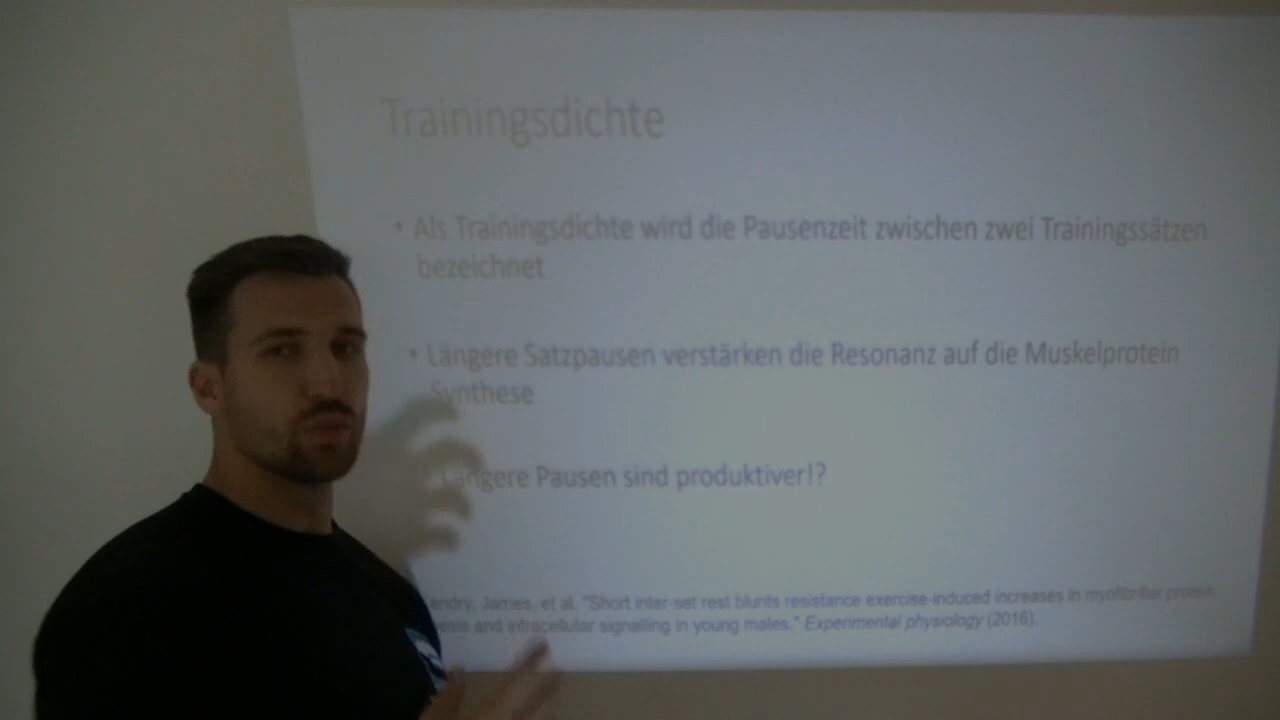 Trainingsdichte
• Als Trainingsdichte wird die Pausenzeit zwischen zwei Trainingssätzen
bezeichnet
• Längere Satzpausen verstärken die Resonanz auf die Muskelprotein
Synthese
Längere Pausen sind produktiver!?
endry, James, et al. "Short inter-set rest blunts resistance exercise-induced increases in myofibrillar protein
esis and intracellular signalling in young males." Experimental physiology (2016).